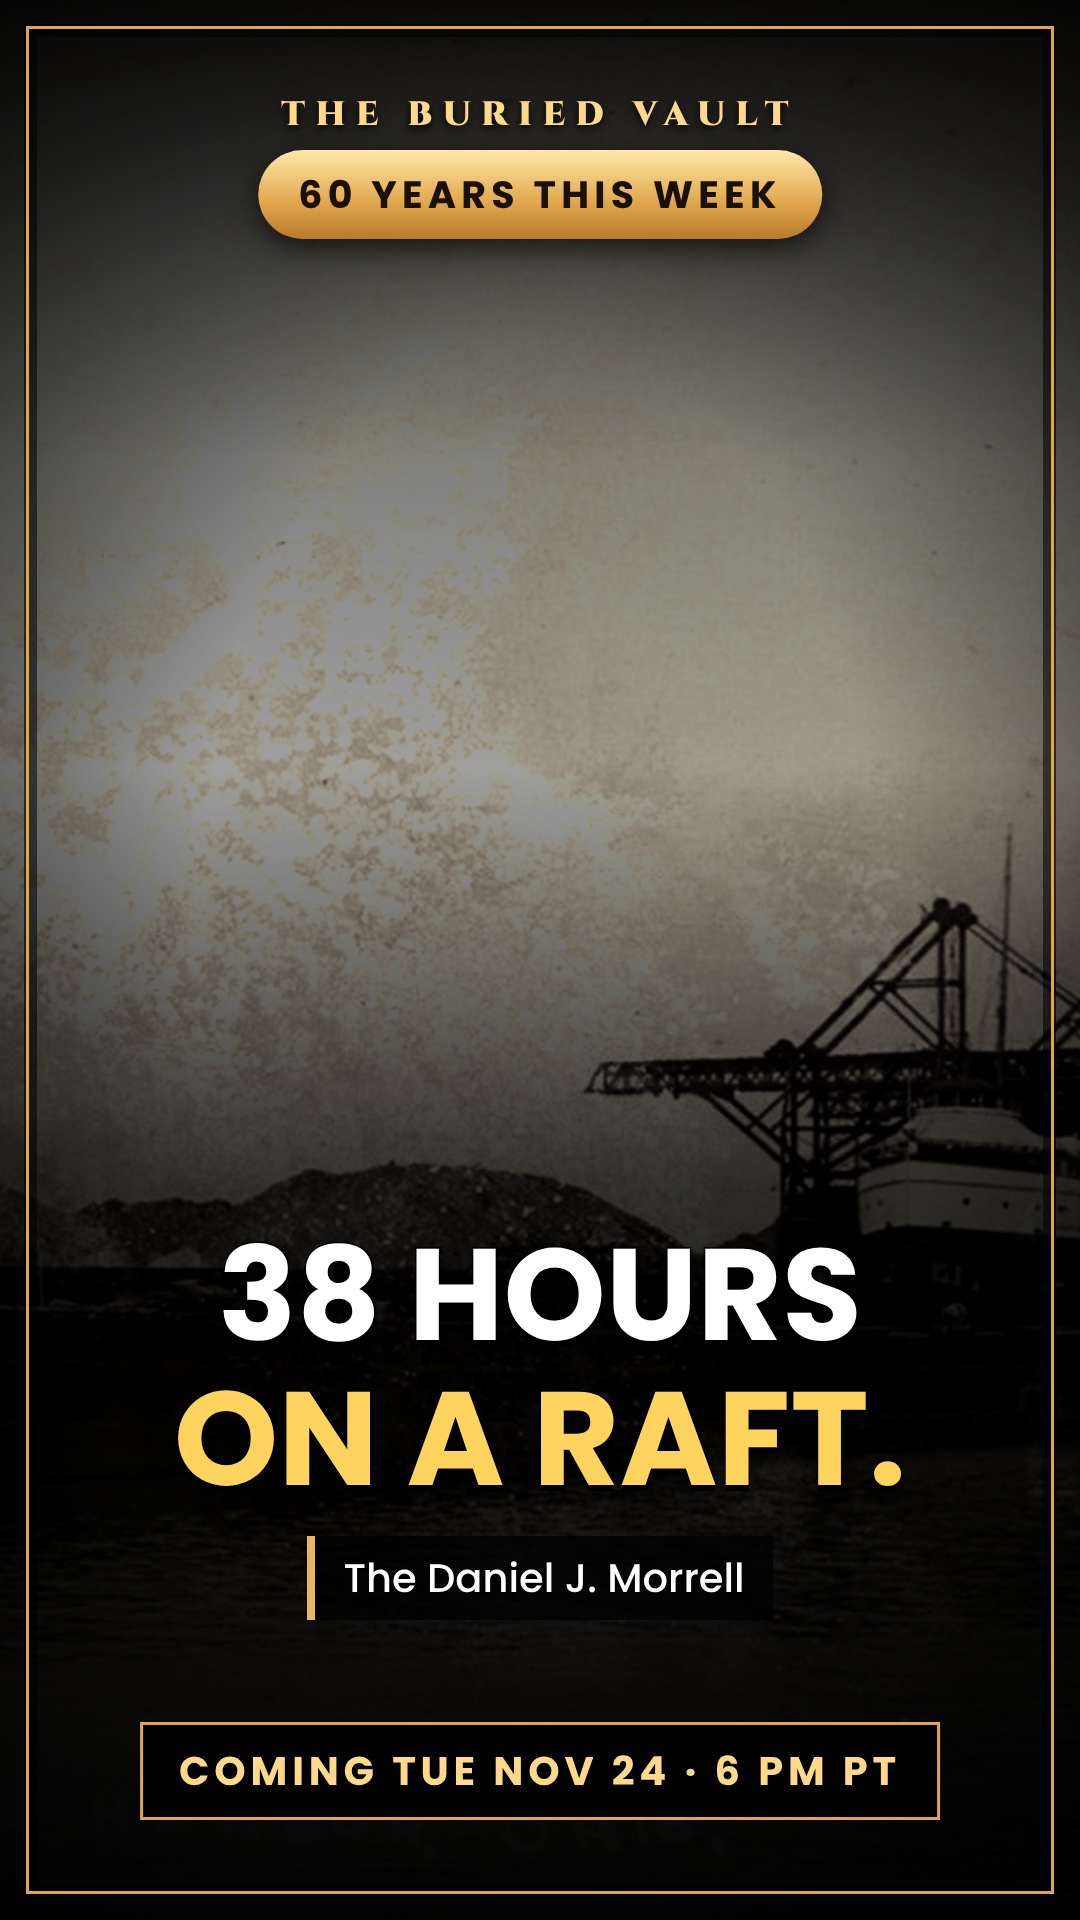 THE BURIED VAULT
60 YEARS THIS WEEK
38 HOURS
ON A RAFT.
The Daniel J. Morrell
COMING TUE NOV 24 · 6 PM PT